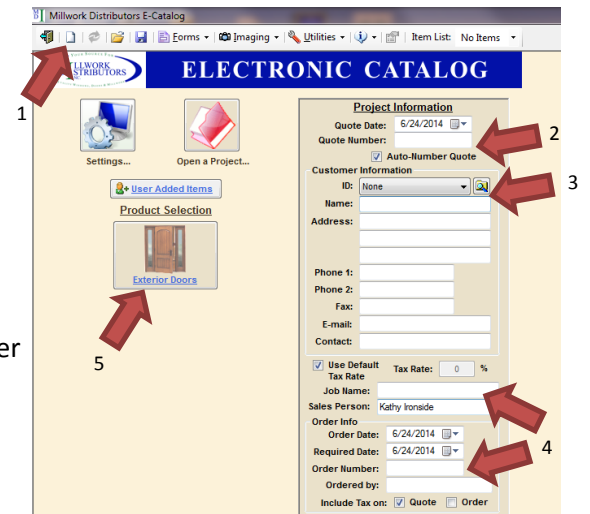 Millwork Distributors E-Catalog
Forms Imaging Utilities Item List: No Items
DISTRIBUTORS
ELECTRONIC CATALOG
1
Settings...
Open a Project...
User Added Items
Product Selection
Exterior Doors
5
er
Project Information
Quote Date: 6/24/2014
Quote Number:
2
Auto-Number Quote
Customer Information
ID: None
3
Name:
Address:
Phone 1:
Phone 2:
Fax:
E-mail:
Contact:
Use Default Tax Rate: 0 %
Tax Rate
Job Name:
Sales Person: Kathy Ironside
Order Info
Order Date: 6/24/2014
4
Required Date: 6/24/2014
Order Number:
Ordered by:
Include Tax on: Quote Order